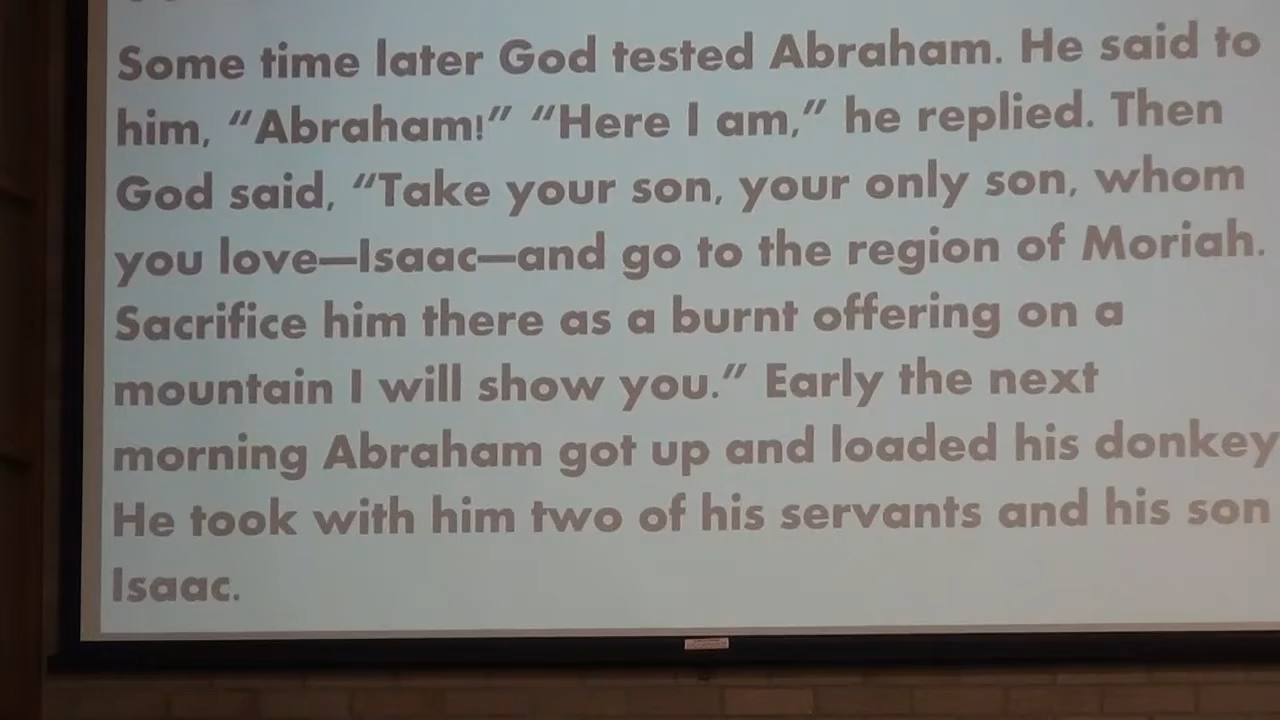 Some time later God tested Abraham. He said to
him, “Abraham!” “Here I am,” he replied. Then
God said, “Take your son, your only son, whom
you love—Isaac—and go to the region of Moriah.
Sacrifice him there as a burnt offering on a
mountain I will show you.” Early the next
morning Abraham got up and loaded his donkey
He took with him two of his servants and his son
Isaac.